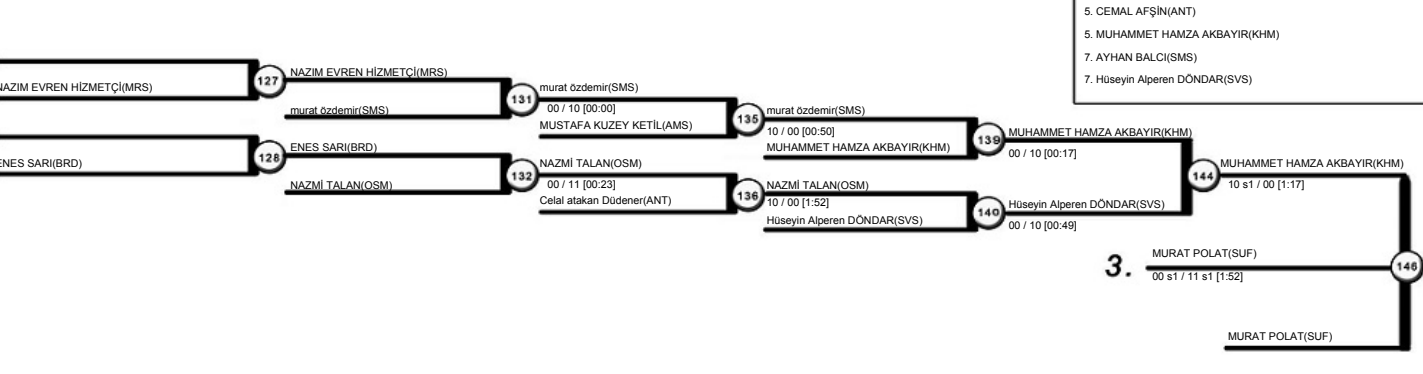 5. CEMAL AFŞİN(ANT)
5. MUHAMMET HAMZA AKBAYIR(KHM)
7. AYHAN BALCI(SMS)
7. Hüseyin Alperen DÖNDAR(SVS)
NAZIM EVREN HİZMETÇİ(MRS)
127
NAZIM EVREN HİZMETÇİ(MRS)
murat özdemir(SMS)
131
murat özdemir(SMS)
00 / 10 [00:00]
MUSTAFA KUZEY KETİL(AMS)
135
murat özdemir(SMS)
10 / 00 [00:50]
MUHAMMET HAMZA AKBAYIR(KHM)
139
MUHAMMET HAMZA AKBAYIR(KHM)
00 / 10 [00:17]
ENES SARI(BRD)
128
ENES SARI(BRD)
NAZMİ TALAN(OSM)
132
NAZMİ TALAN(OSM)
00 / 11 [00:23]
Celal atakan Düdener(ANT)
136
NAZMİ TALAN(OSM)
10 / 00 [1:52]
Hüseyin Alperen DÖNDAR(SVS)
140
Hüseyin Alperen DÖNDAR(SVS)
00 / 10 [00:49]
144
MUHAMMET HAMZA AKBAYIR(KHM)
10 s1 / 00 [1:17]
3.
MURAT POLAT(SUF)
00 s1 / 11 s1 [1:52]
146
MURAT POLAT(SUF)